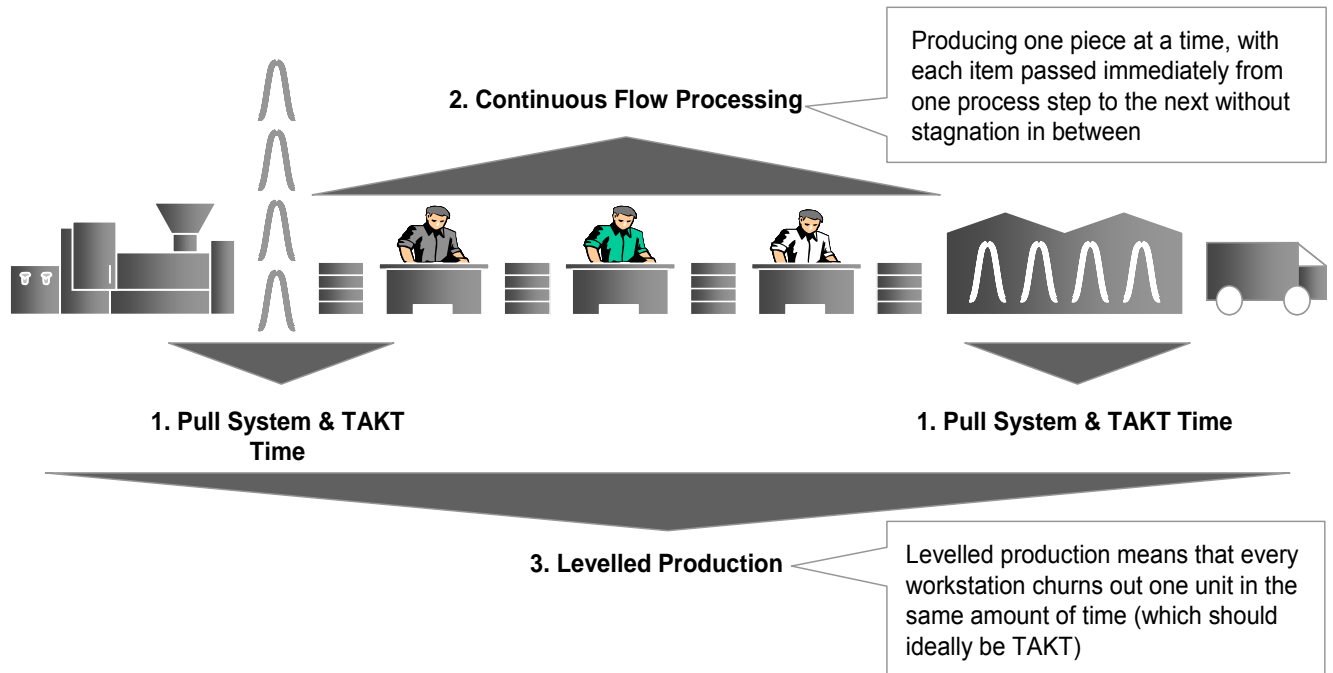 Producing one piece at a time, with
each item passed immediately from
one process step to the next without
stagnation in between
2. Continuous Flow Processing
1. Pull System & TAKT
Time
1. Pull System & TAKT Time
3. Levelled Production
Levelled production means that every
workstation churns out one unit in the
same amount of time (which should
ideally be TAKT)